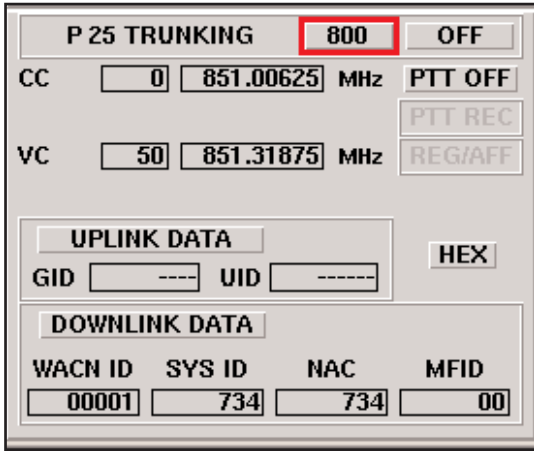 P 25 TRUNKING 800 OFF
CC 0 851.00625 MHz PTT OFF
PTT REC
VC 50 851.31875 MHz REG/AFF
UPLINK DATA
HEX
GID ---- UID ------
DOWNLINK DATA
WACN ID SYS ID NAC MFID
00001 734 734 00